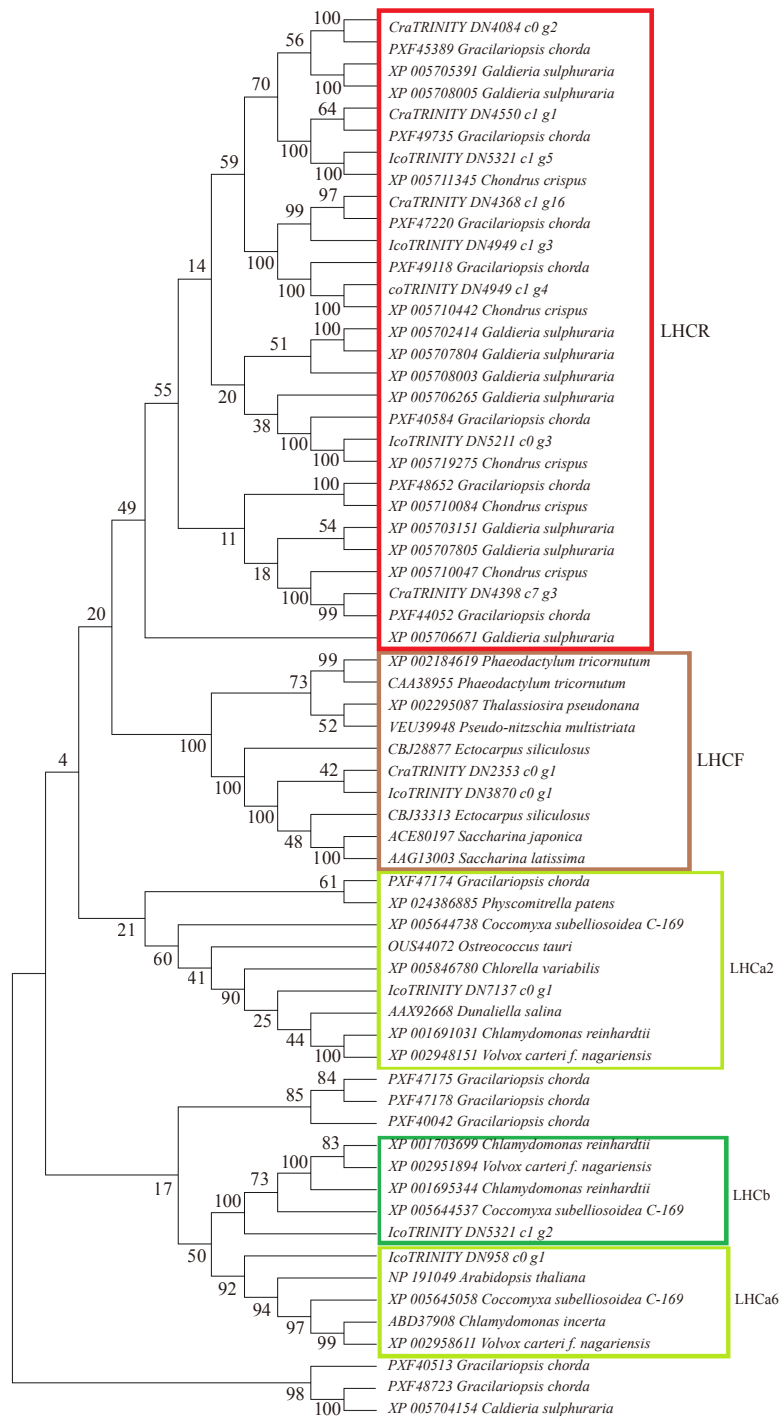 100
CraTRINITY DN4084 c0 g2
56
PXF45389 Gracilariopsis chorda
XP 005705391 Galdieria sulphuraria
70
100
XP 005708005 Galdieria sulphuraria
64
CraTRINITY DN4550 c1 g1
PXF49735 Gracilariopsis chorda
100
IcoTRINITY DN5321 c1 g5
59
100
XP 005711345 Chondrus crispus
97
CraTRINITY DN4368 c1 g16
99
PXF47220 Gracilariopsis chorda
IcoTRINITY DN4949 c1 g3
100
PXF49118 Gracilariopsis chorda
14
100
coTRINITY DN4949 c1 g4
100
XP 005710442 Chondrus crispus
100
XP 005702414 Galdieria sulphuraria
LHCR
51
XP 005707804 Galdieria sulphuraria
XP 005708003 Galdieria sulphuraria
55
20
XP 005706265 Galdieria sulphuraria
38
PXF40584 Gracilariopsis chorda
100
IcoTRINITY DN5211 c0 g3
100
XP 005719275 Chondrus crispus
100
PXF48652 Gracilariopsis chorda
49
XP 005710084 Chondrus crispus
11
54
XP 005703151 Galdieria sulphuraria
XP 005707805 Galdieria sulphuraria
18
XP 005710047 Chondrus crispus
100
CraTRINITY DN4398 c7 g3
99
PXF44052 Gracilariopsis chorda
20
XP 005706671 Galdieria sulphuraria
99
XP 002184619 Phaeodactylum tricornutum
73
CAA38955 Phaeodactylum tricornutum
XP 002295087 Thalassiosira pseudonana
52
VEU39948 Pseudo-nitzschia multistriata
100
CBJ28877 Ectocarpus siliculosus
LHCF
4
100
42
CraTRINITY DN2353 c0 g1
IcoTRINITY DN3870 c0 g1
100
CBJ33313 Ectocarpus siliculosus
48
ACE80197 Saccharina japonica
100
AAG13003 Saccharina latissima
61
PXF47174 Gracilariopsis chorda
XP 024386885 Physcomitrella patens
21
XP 005644738 Coccomyxa subelliosoidea C-169
60
OUS44072 Ostreococcus tauri
41
XP 005846780 Chlorella variabilis
LHCa2
90
IcoTRINITY DN7137 c0 g1
25
AAX92668 Dunaliella salina
44
XP 001691031 Chlamydomonas reinhardtii
100
XP 002948151 Volvox carteri f. nagariensis
84
PXF47175 Gracilariopsis chorda
85
PXF47178 Gracilariopsis chorda
PXF40042 Gracilariopsis chorda
83
XP 001703699 Chlamydomonas reinhardtii
100
XP 002951894 Volvox carteri f. nagariensis
17
73
XP 001695344 Chlamydomonas reinhardtii
LHCb
100
XP 005644537 Coccomyxa subelliosoidea C-169
IcoTRINITY DN5321 c1 g2
50
IcoTRINITY DN958 c0 g1
92
NP 191049 Arabidopsis thaliana
94
XP 005645058 Coccomyxa subelliosoidea C-169
LHCa6
97
ABD37908 Chlamydomonas incerta
99
XP 002958611 Volvox carteri f. nagariensis
PXF40513 Gracilariopsis chorda
98
PXF48723 Gracilariopsis chorda
100
XP 005704154 Caldieria sulphuraria